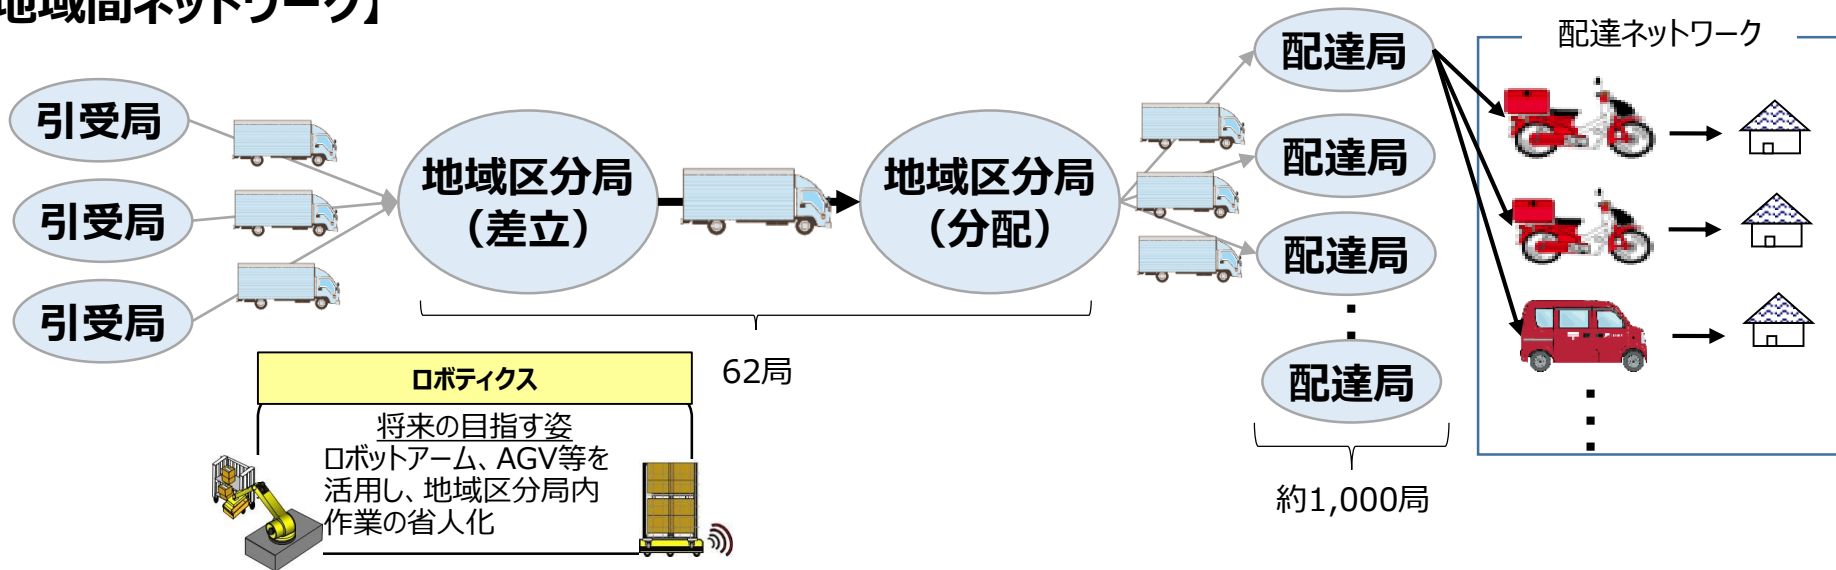 地域間ネットワーク】
引受局
引受局
引受局
地域区分局
（差立）
地域区分局
（分配）
62局
配達局
配達局
配達局
配達局
約1,000局
配達ネットワーク
ロボティクス
将来の目指す姿
ロボットアーム、AGV等を
活用し、地域区分局内
作業の省人化